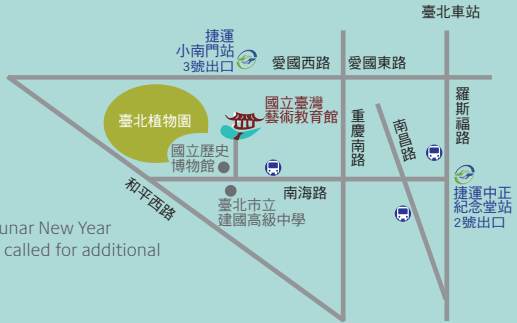 臺北車站
捷運
小南門站
3號出口
愛國西路
愛國東路
羅斯福路
臺北植物園
國立臺灣
藝術教育館
重慶南路
南昌路
國立歷史
博物館
和平西路
南海路
捷運中正
紀念堂站
2號出口
臺北市立
建國高級中學
unar New Year
called for additional